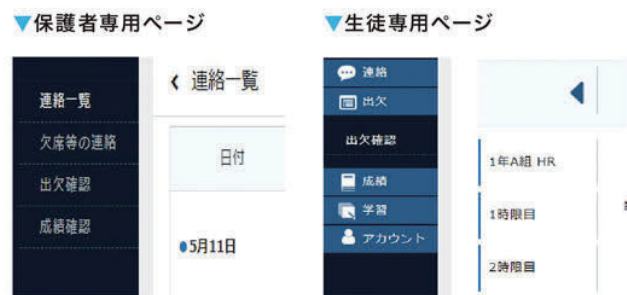 ▼保護者専用ページ
連絡一覧
欠席等の連絡
出欠確認
成績確認
‹ 連絡一覧
日付
●5月11日
▼生徒専用ページ
連絡
出欠
出欠確認
成績
学習
アカウント
1年A組 HR
1時限目
2時限目